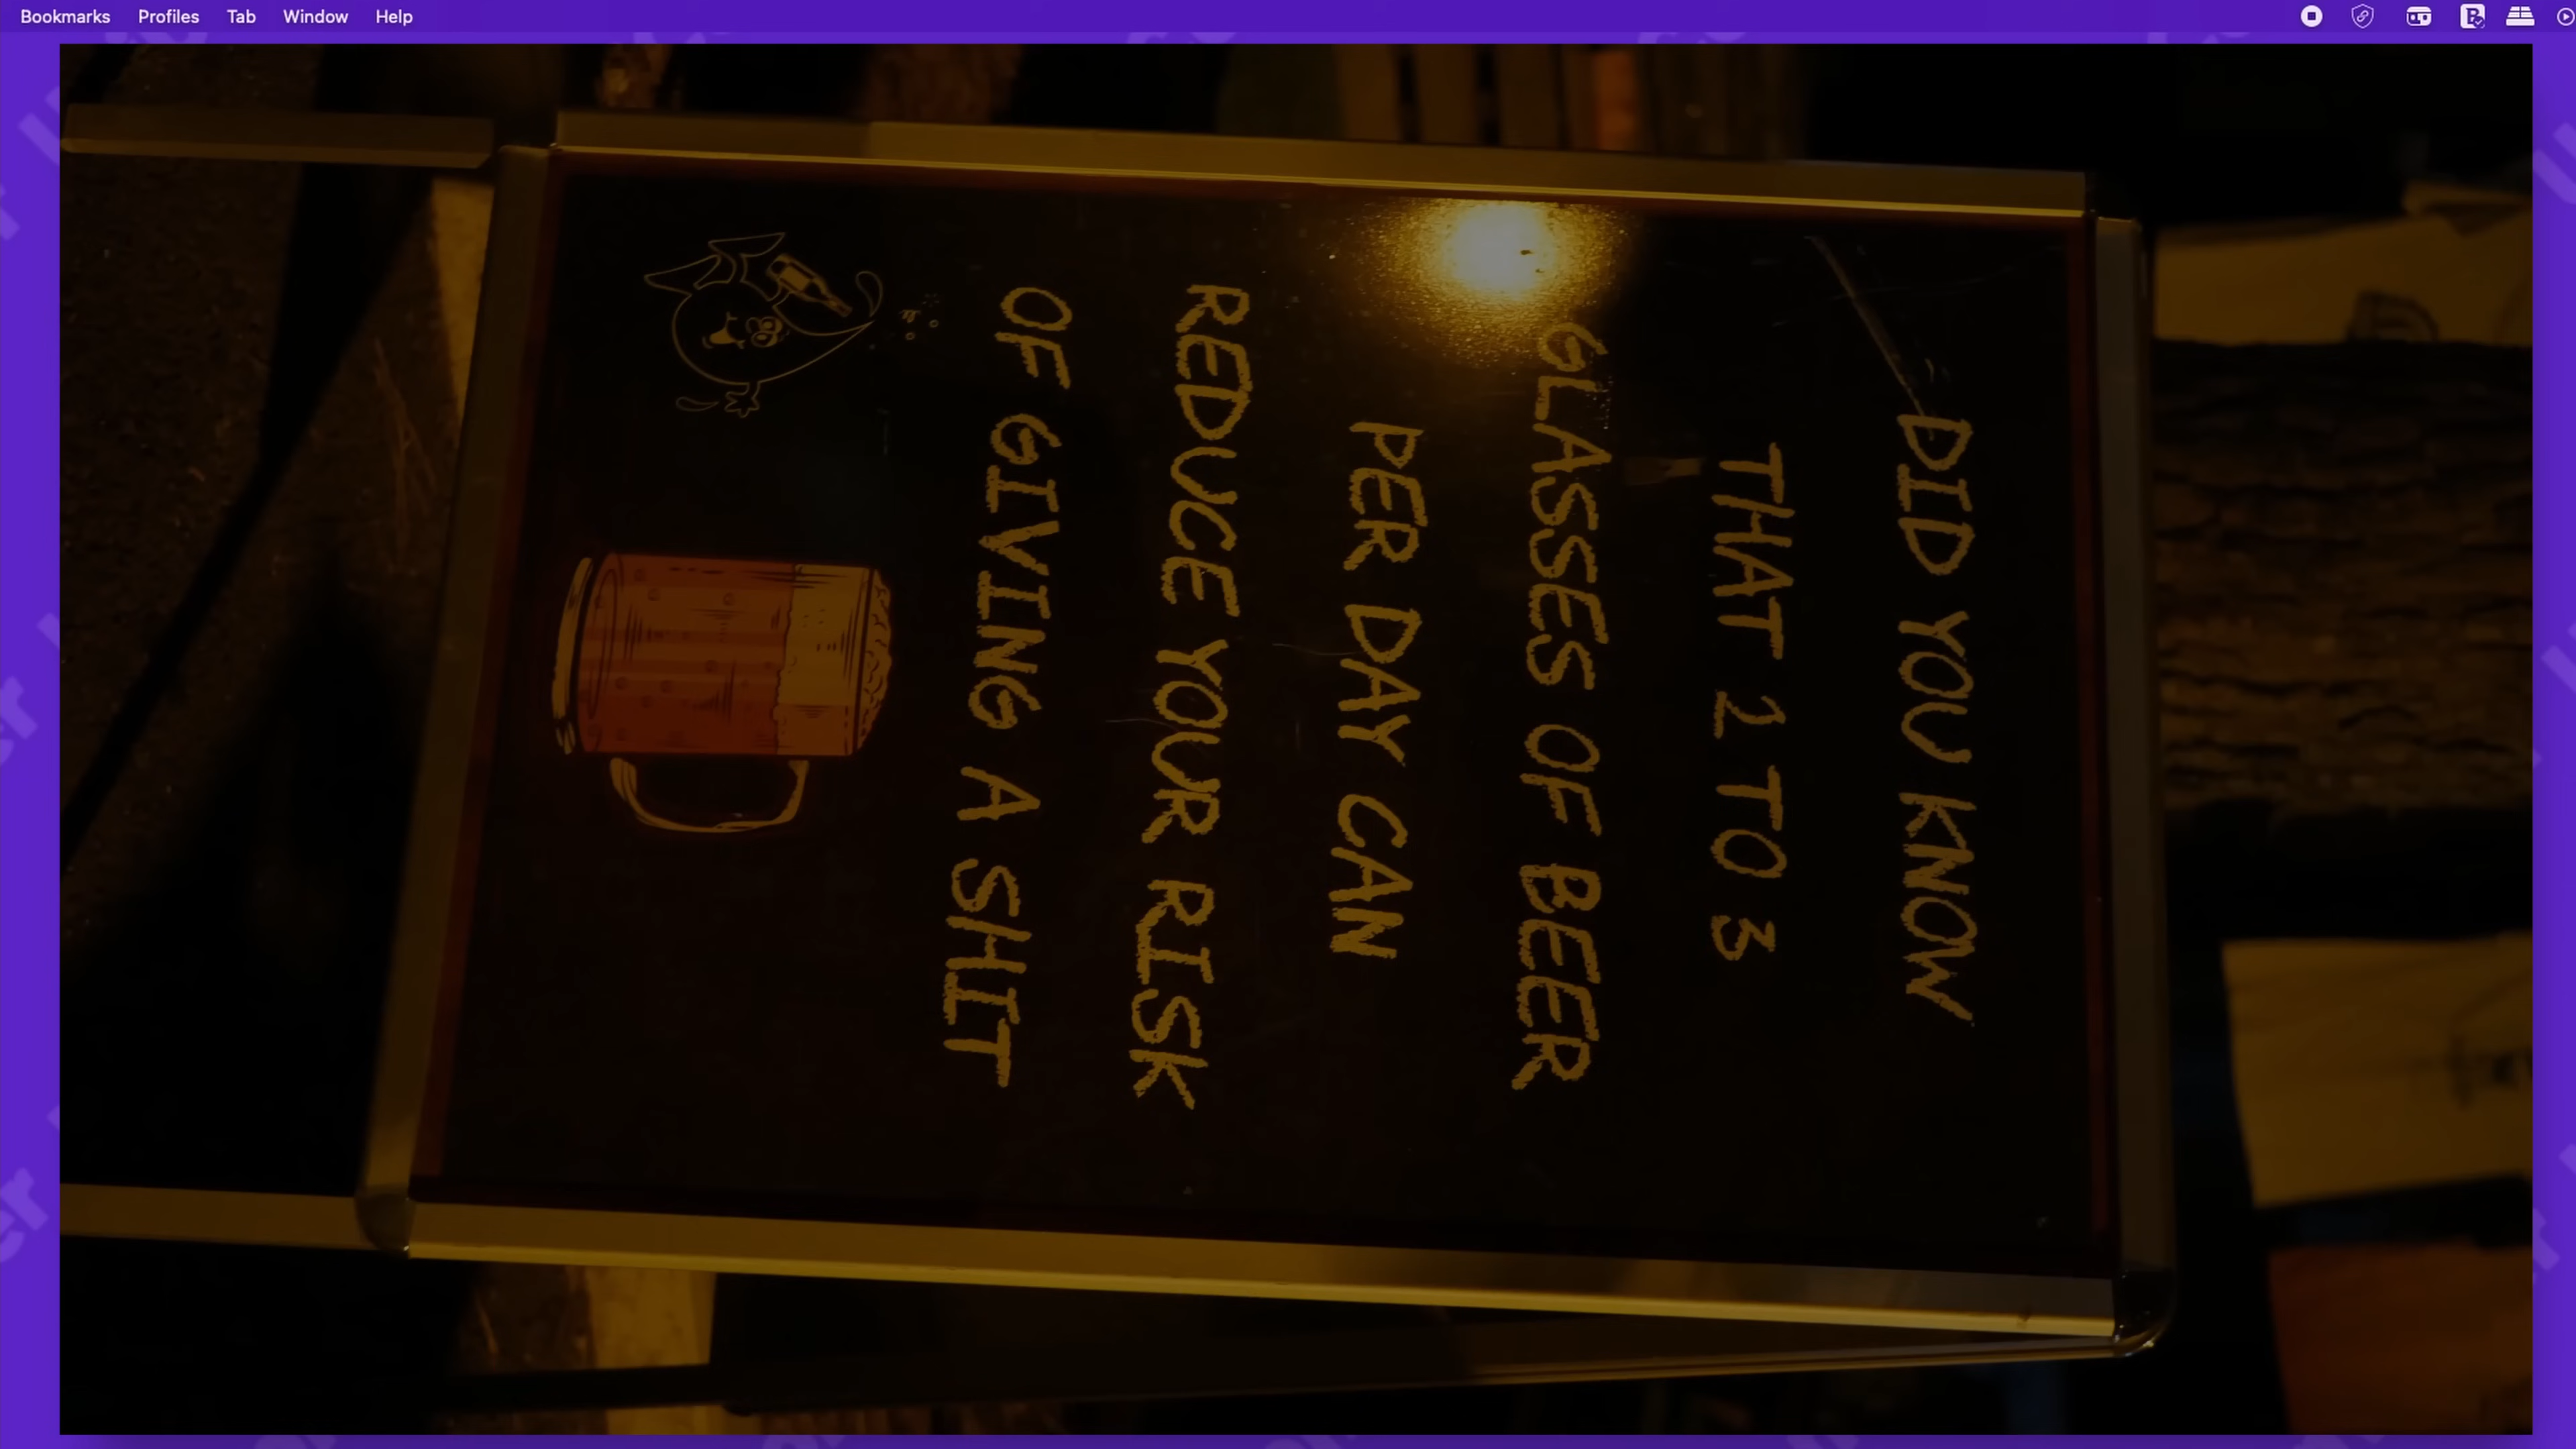 Bookmarks Profiles Tab Window Help
DID YOU KNOW
THAT 2 TO 3
GLASSES OF BEER
PER DAY CAN
REDUCE YOUR RISK
OF GIVING A SHIT